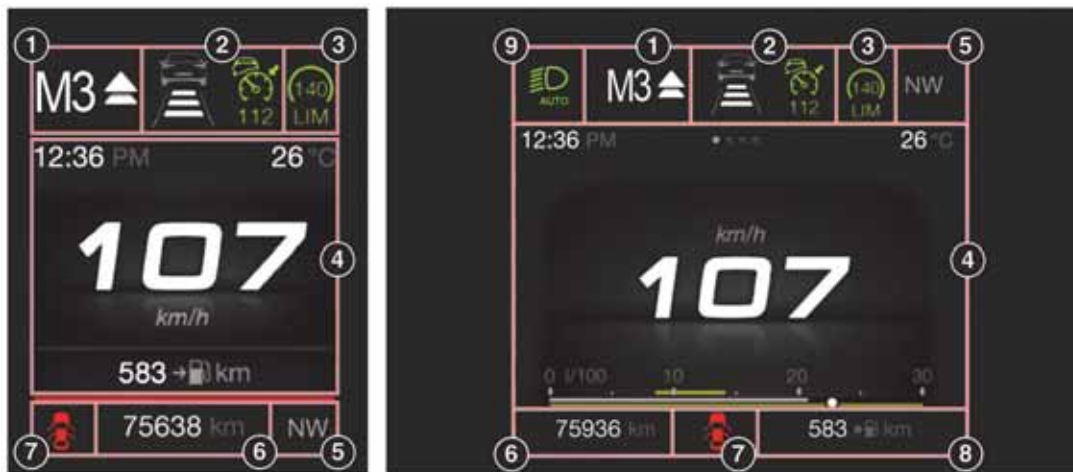 1 2 3
M3 112 140 LIM
12:36 PM 26 °C
107
km/h
4
583 km
75638 km NW
7 6 5
9 1 2 3 5
AUTO M3 112 140 LIM NW
12:36 PM 26 °C
km/h
107
4
0 l/100 10 20 30
75936 km 583 km
6 7 8